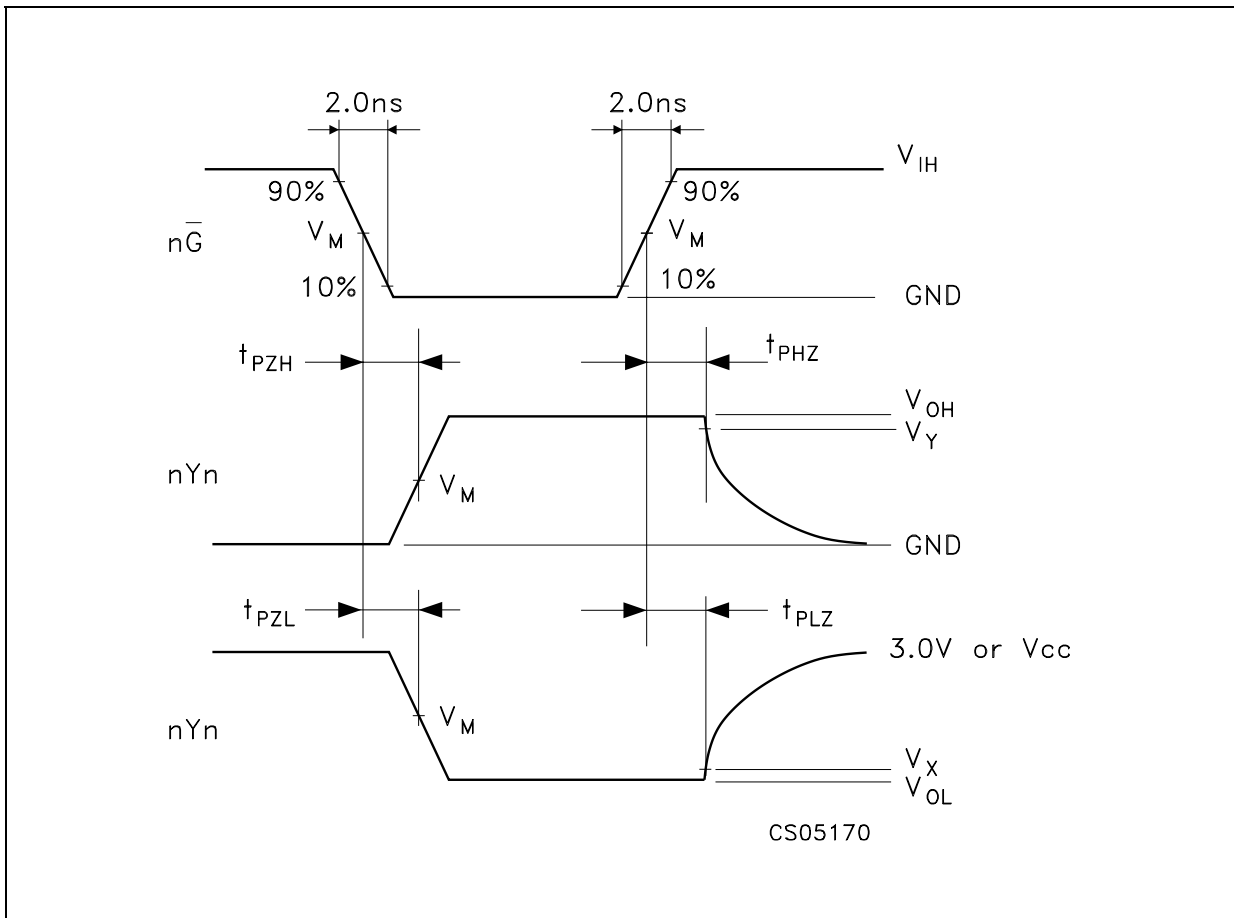 2.0ns 2.0ns
V_IH
90% 90%
nG̅ V_M V_M
10% 10%
GND
t_PZH t_PHZ
V_OH
V_Y
nYn V_M
GND
t_PZL t_PLZ
3.0V or Vcc
nYn V_M
V_X
V_OL
CS05170